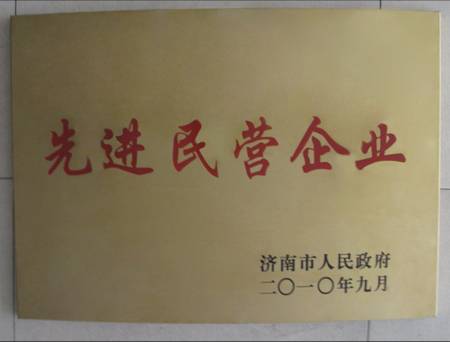 先进民营企业
济南市人民政府
二〇一〇年九月